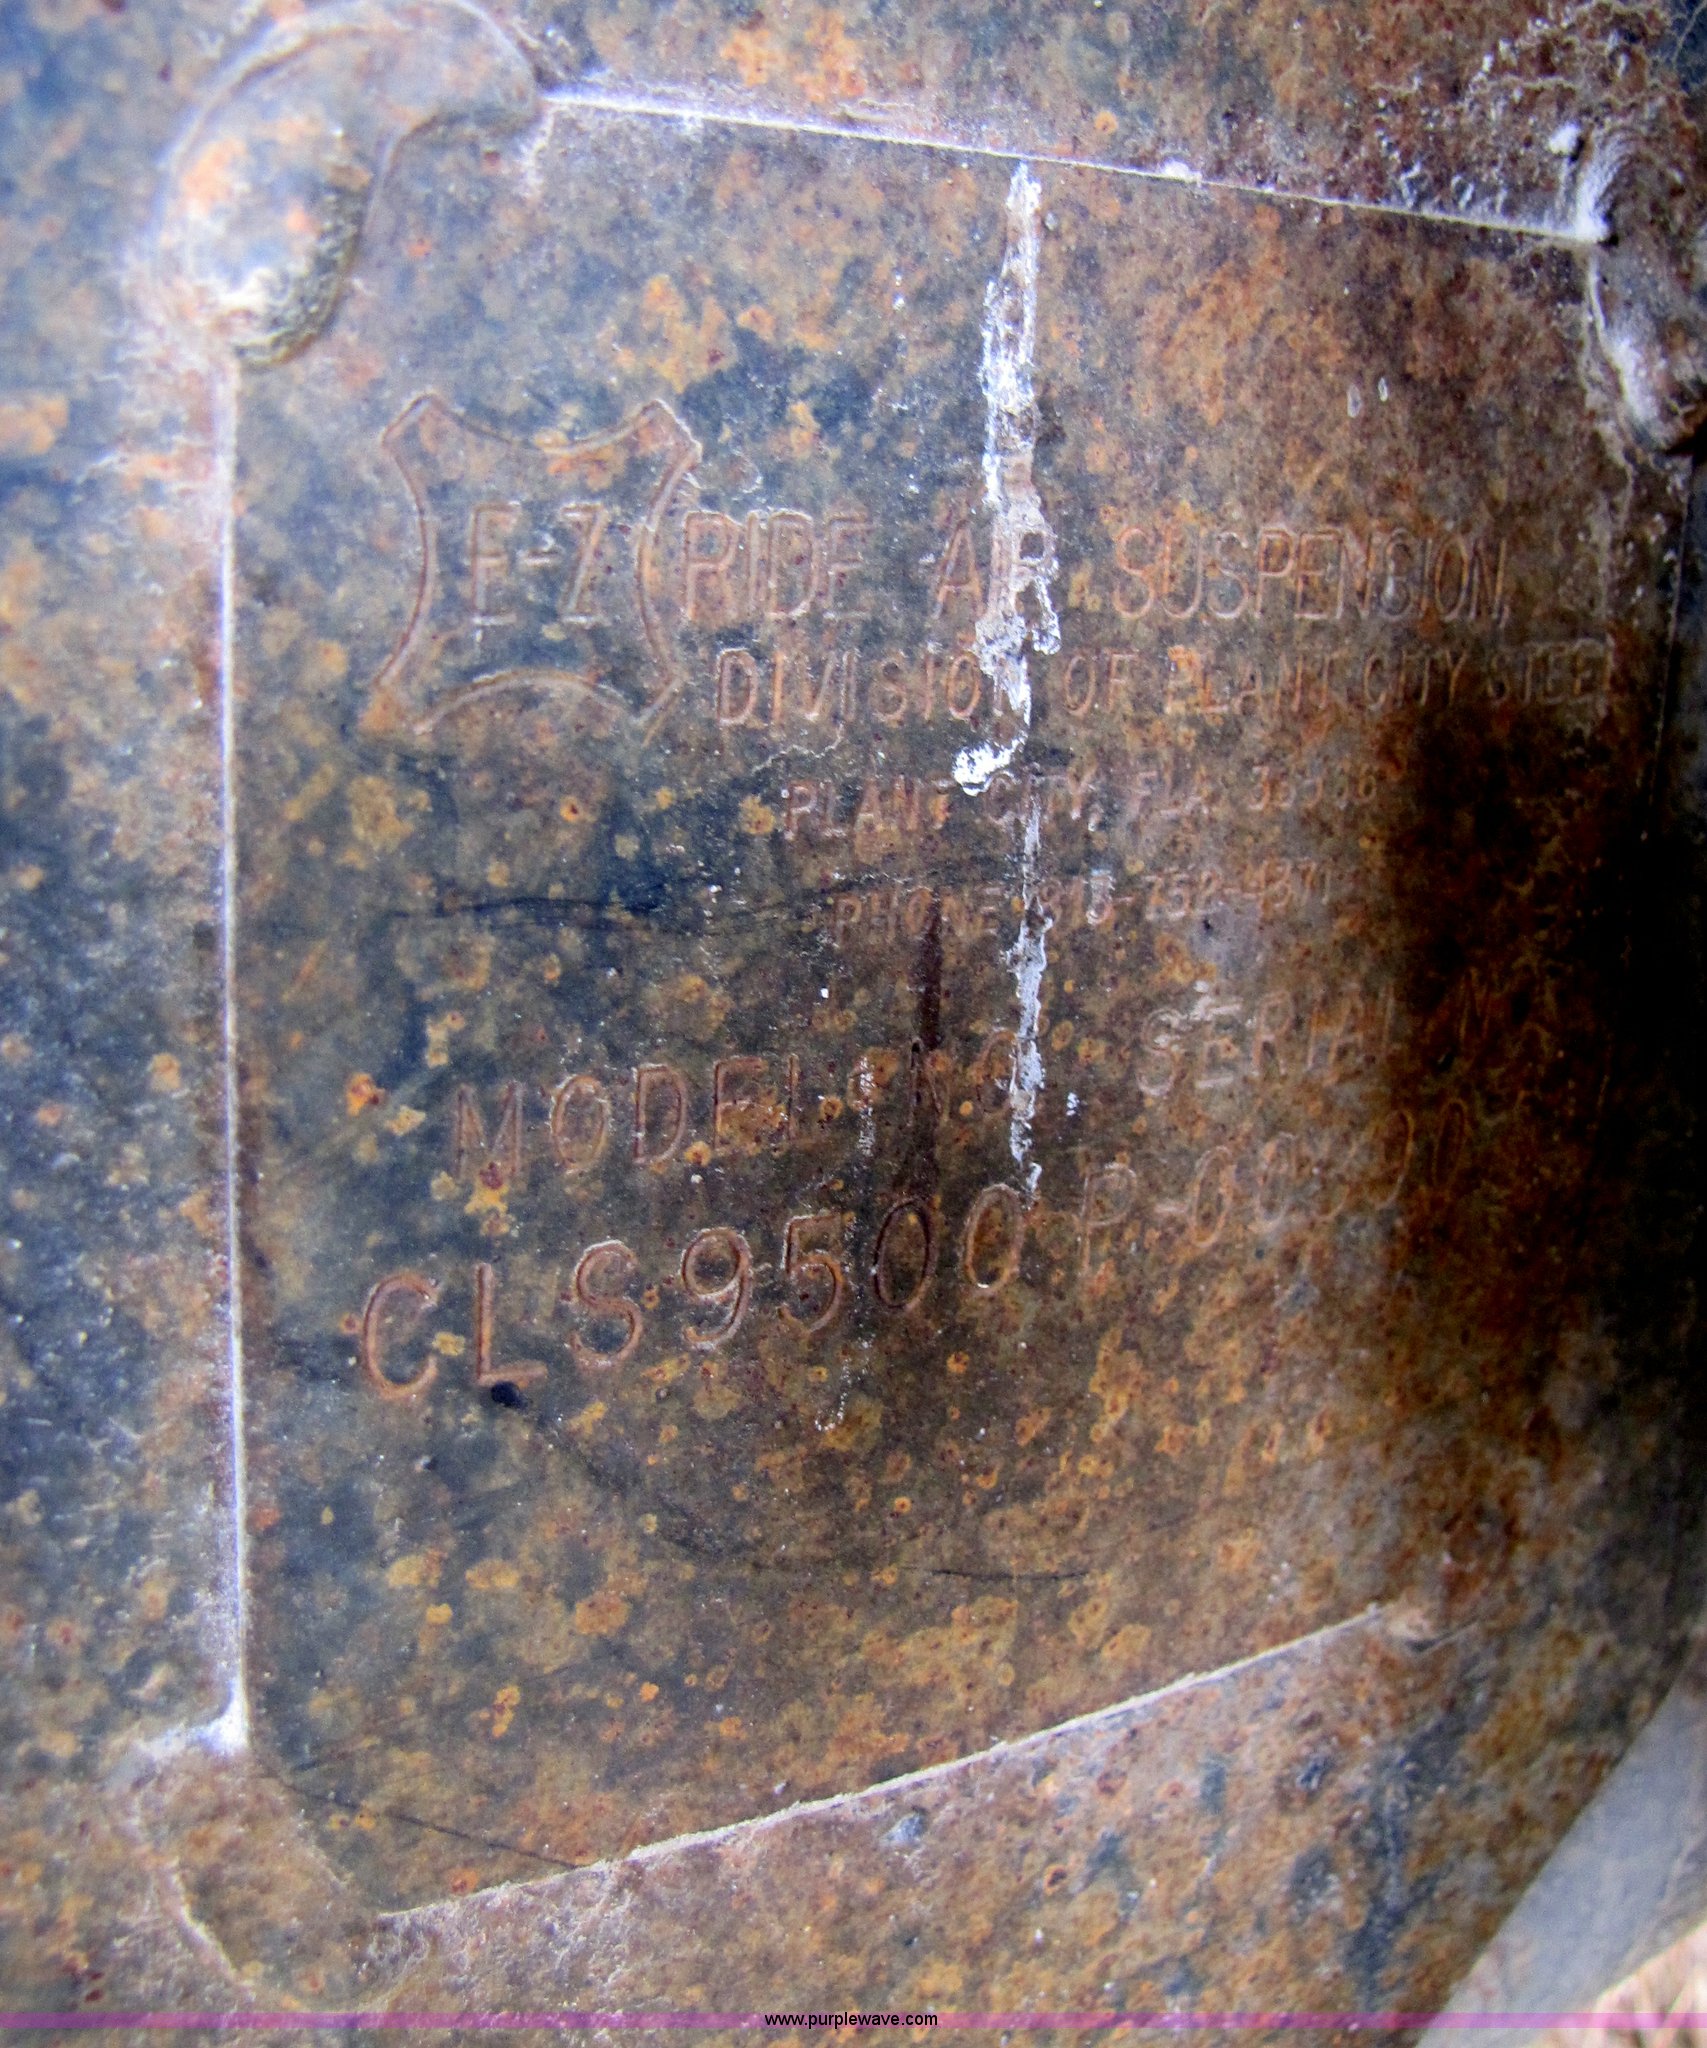 E-Z RIDE AIR SUSPENSION
DIVISION OF PLANT CITY STEEL
PLANT CITY, FLA
PHONE
MODEL NO SERIAL
CLS9500
www.purplewave.com